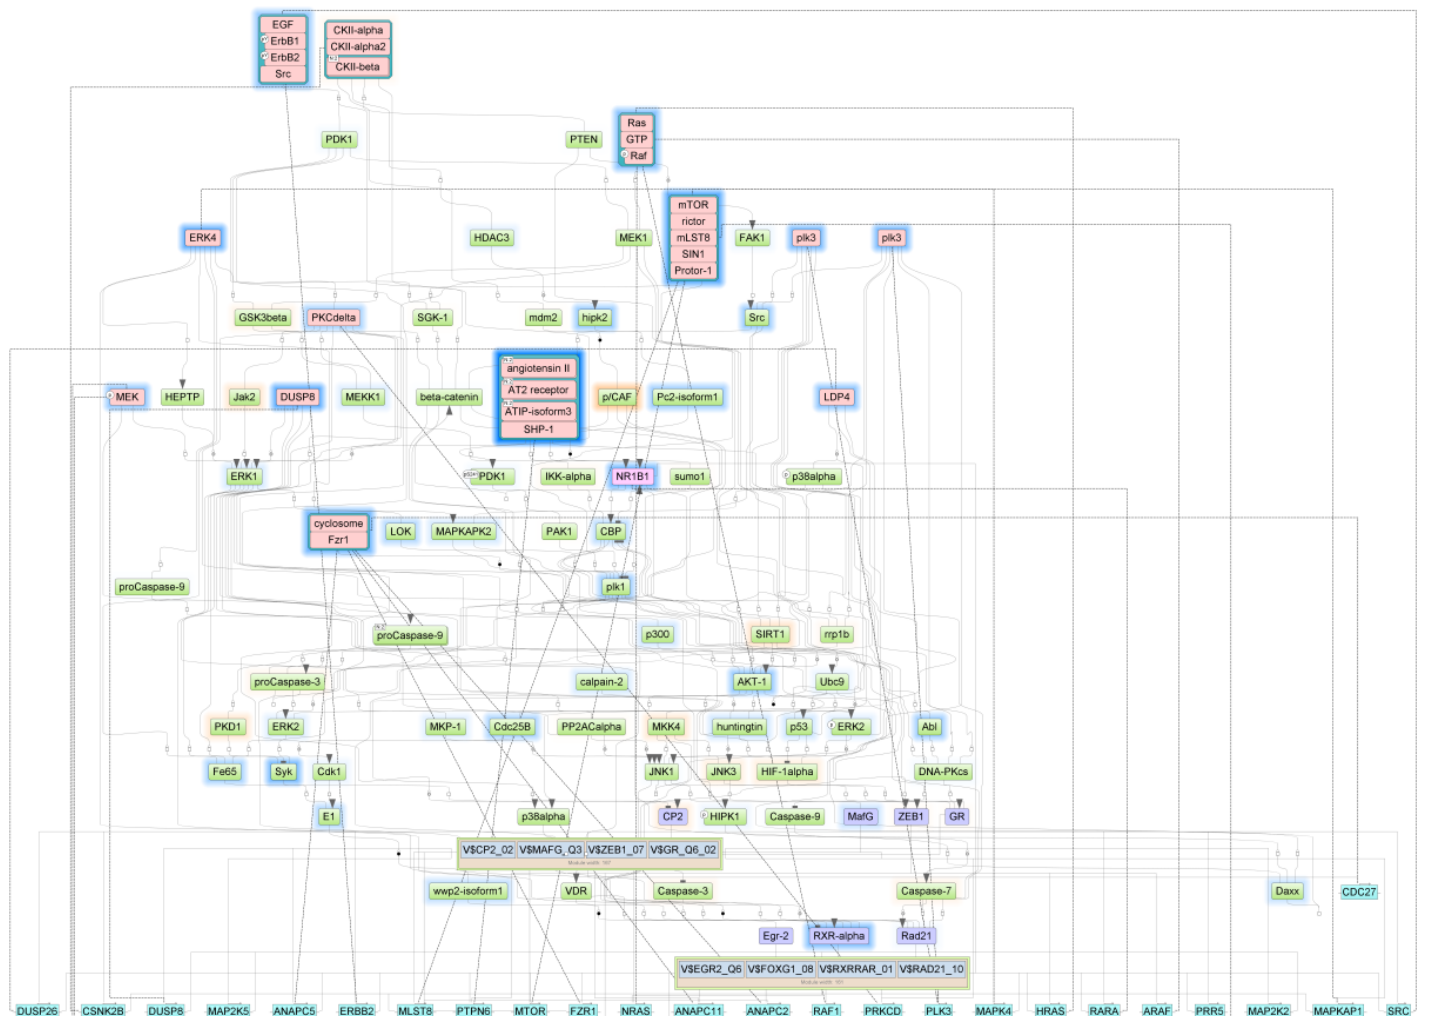 EGF
ErbB1
ErbB2
Src
CKII-alpha
CKII-alpha2
CKII-beta
Ras
GTP
Raf
PDK1
PTEN
mTOR
rictor
mLST8
SIN1
Protor-1
ERK4
HDAC3
MEK1
FAK1
plk3
plk3
GSK3beta
PKCdelta
SGK-1
mdm2
hipk2
Src
angiotensin II
AT2 receptor
ATIP-isoform3
SHP-1
MEK
HEPTP
Jak2
DUSP8
MEKK1
beta-catenin
p/CAF
Pc2-isoform1
LDP4
ERK1
PDK1
IKK-alpha
NR1B1
sumo1
p38alpha
cyclosome
Fzr1
LOK
MAPKAPK2
PAK1
CBP
proCaspase-9
plk1
proCaspase-9
p300
SIRT1
rrp1b
proCaspase-3
calpain-2
AKT-1
Ubc9
PKD1
ERK2
MKP-1
Cdc25B
PP2ACalpha
MKK4
huntingtin
p53
ERK2
Abl
Fe65
Syk
Cdk1
JNK1
JNK3
HIF-1alpha
DNA-PKcs
E1
p38alpha
CP2
HIPK1
Caspase-9
MafG
ZEB1
GR
V$CP2_02 V$MAFG_Q3 V$ZEB1_07 V$GR_Q6_02
wwp2-isoform1
VDR
Caspase-3
Caspase-7
Daxx
CDC27
Egr-2
RXR-alpha
Rad21
V$EGR2_Q6 V$FOXG1_08 V$RXRRAR_01 V$RAD21_10
DUSP26 CSNK2B DUSP8 MAP2K5 ANAPC5 ERBB2 MLST8 PTPN6 MTOR FZR1 NRAS ANAPC11 ANAPC2 RAF1 PRKCD PLK3 MAPK4 HRAS RARA ARAF PRR5 MAP2K2 MAPKAP1 SRC